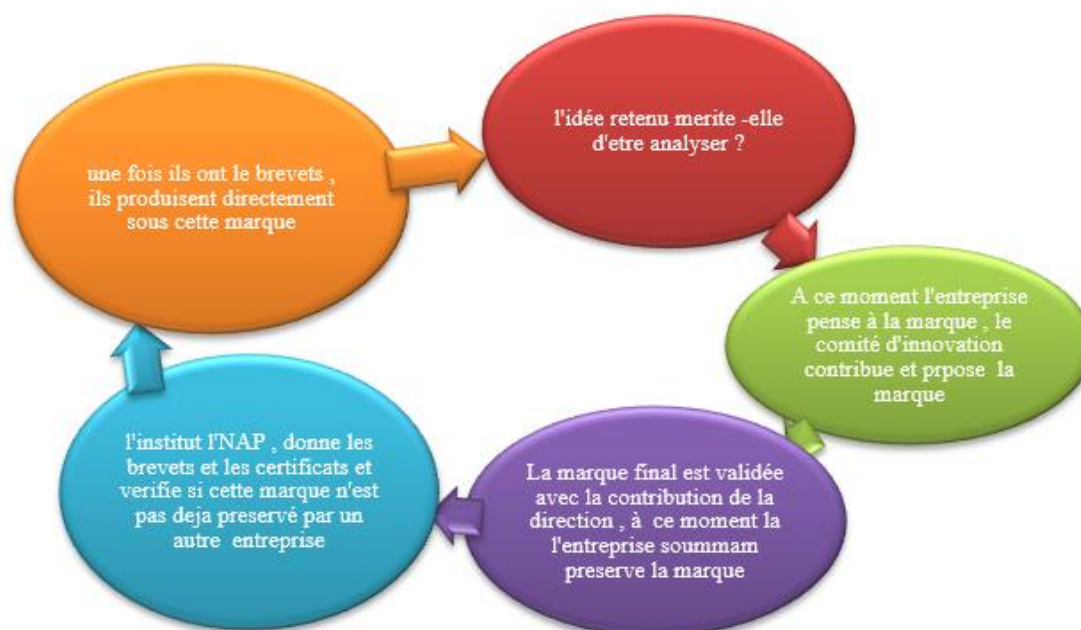 l'idée retenu merite -elle
d'etre analyser ?
A ce moment l'entreprise
pense à la marque , le
comité d'innovation
contribue et prpose la
marque
La marque final est validée
avec la contribution de la
direction , à ce moment la
l'entreprise soummam
preserve la marque
l'institut l'NAP , donne les
brevets et les certificats et
verifie si cette marque n'est
pas deja preservé par un
autre entreprise
une fois ils ont le brevets ,
ils produisent directement
sous cette marque